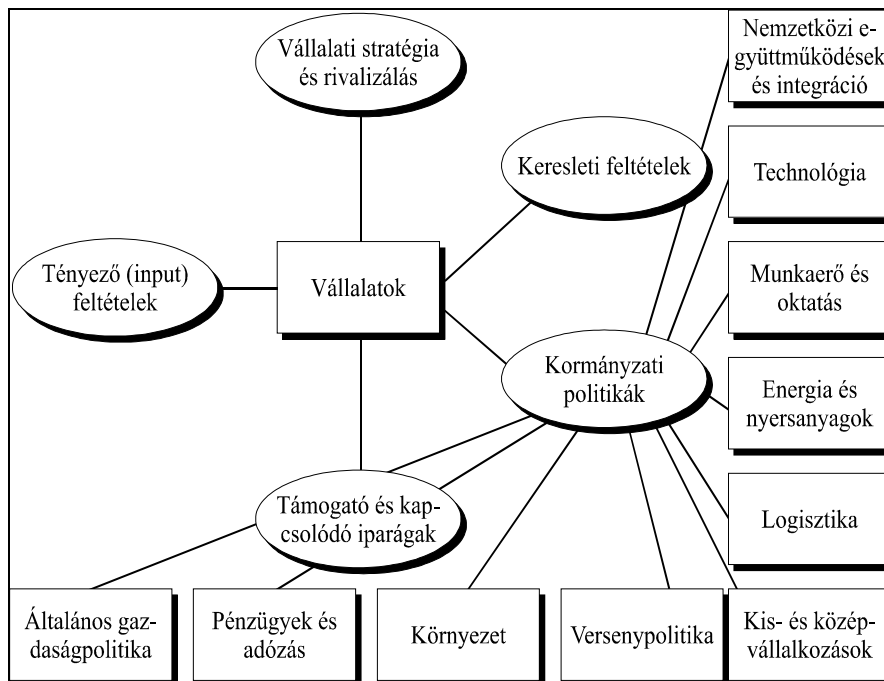 Vállalati stratégia
és rivalizálás
Nemzetközi e-
gyüttműködések
és integráció
Keresleti feltételek
Technológia
Tényező (input)
feltételek
Vállalatok
Munkaerő és
oktatás
Kormányzati
politikák
Energia és
nyersanyagok
Támogató és kap-
csolódó iparágak
Logisztika
Általános gaz-
daságpolitika
Pénzügyek és
adózás
Környezet
Versenypolitika
Kis- és közép-
vállalkozások